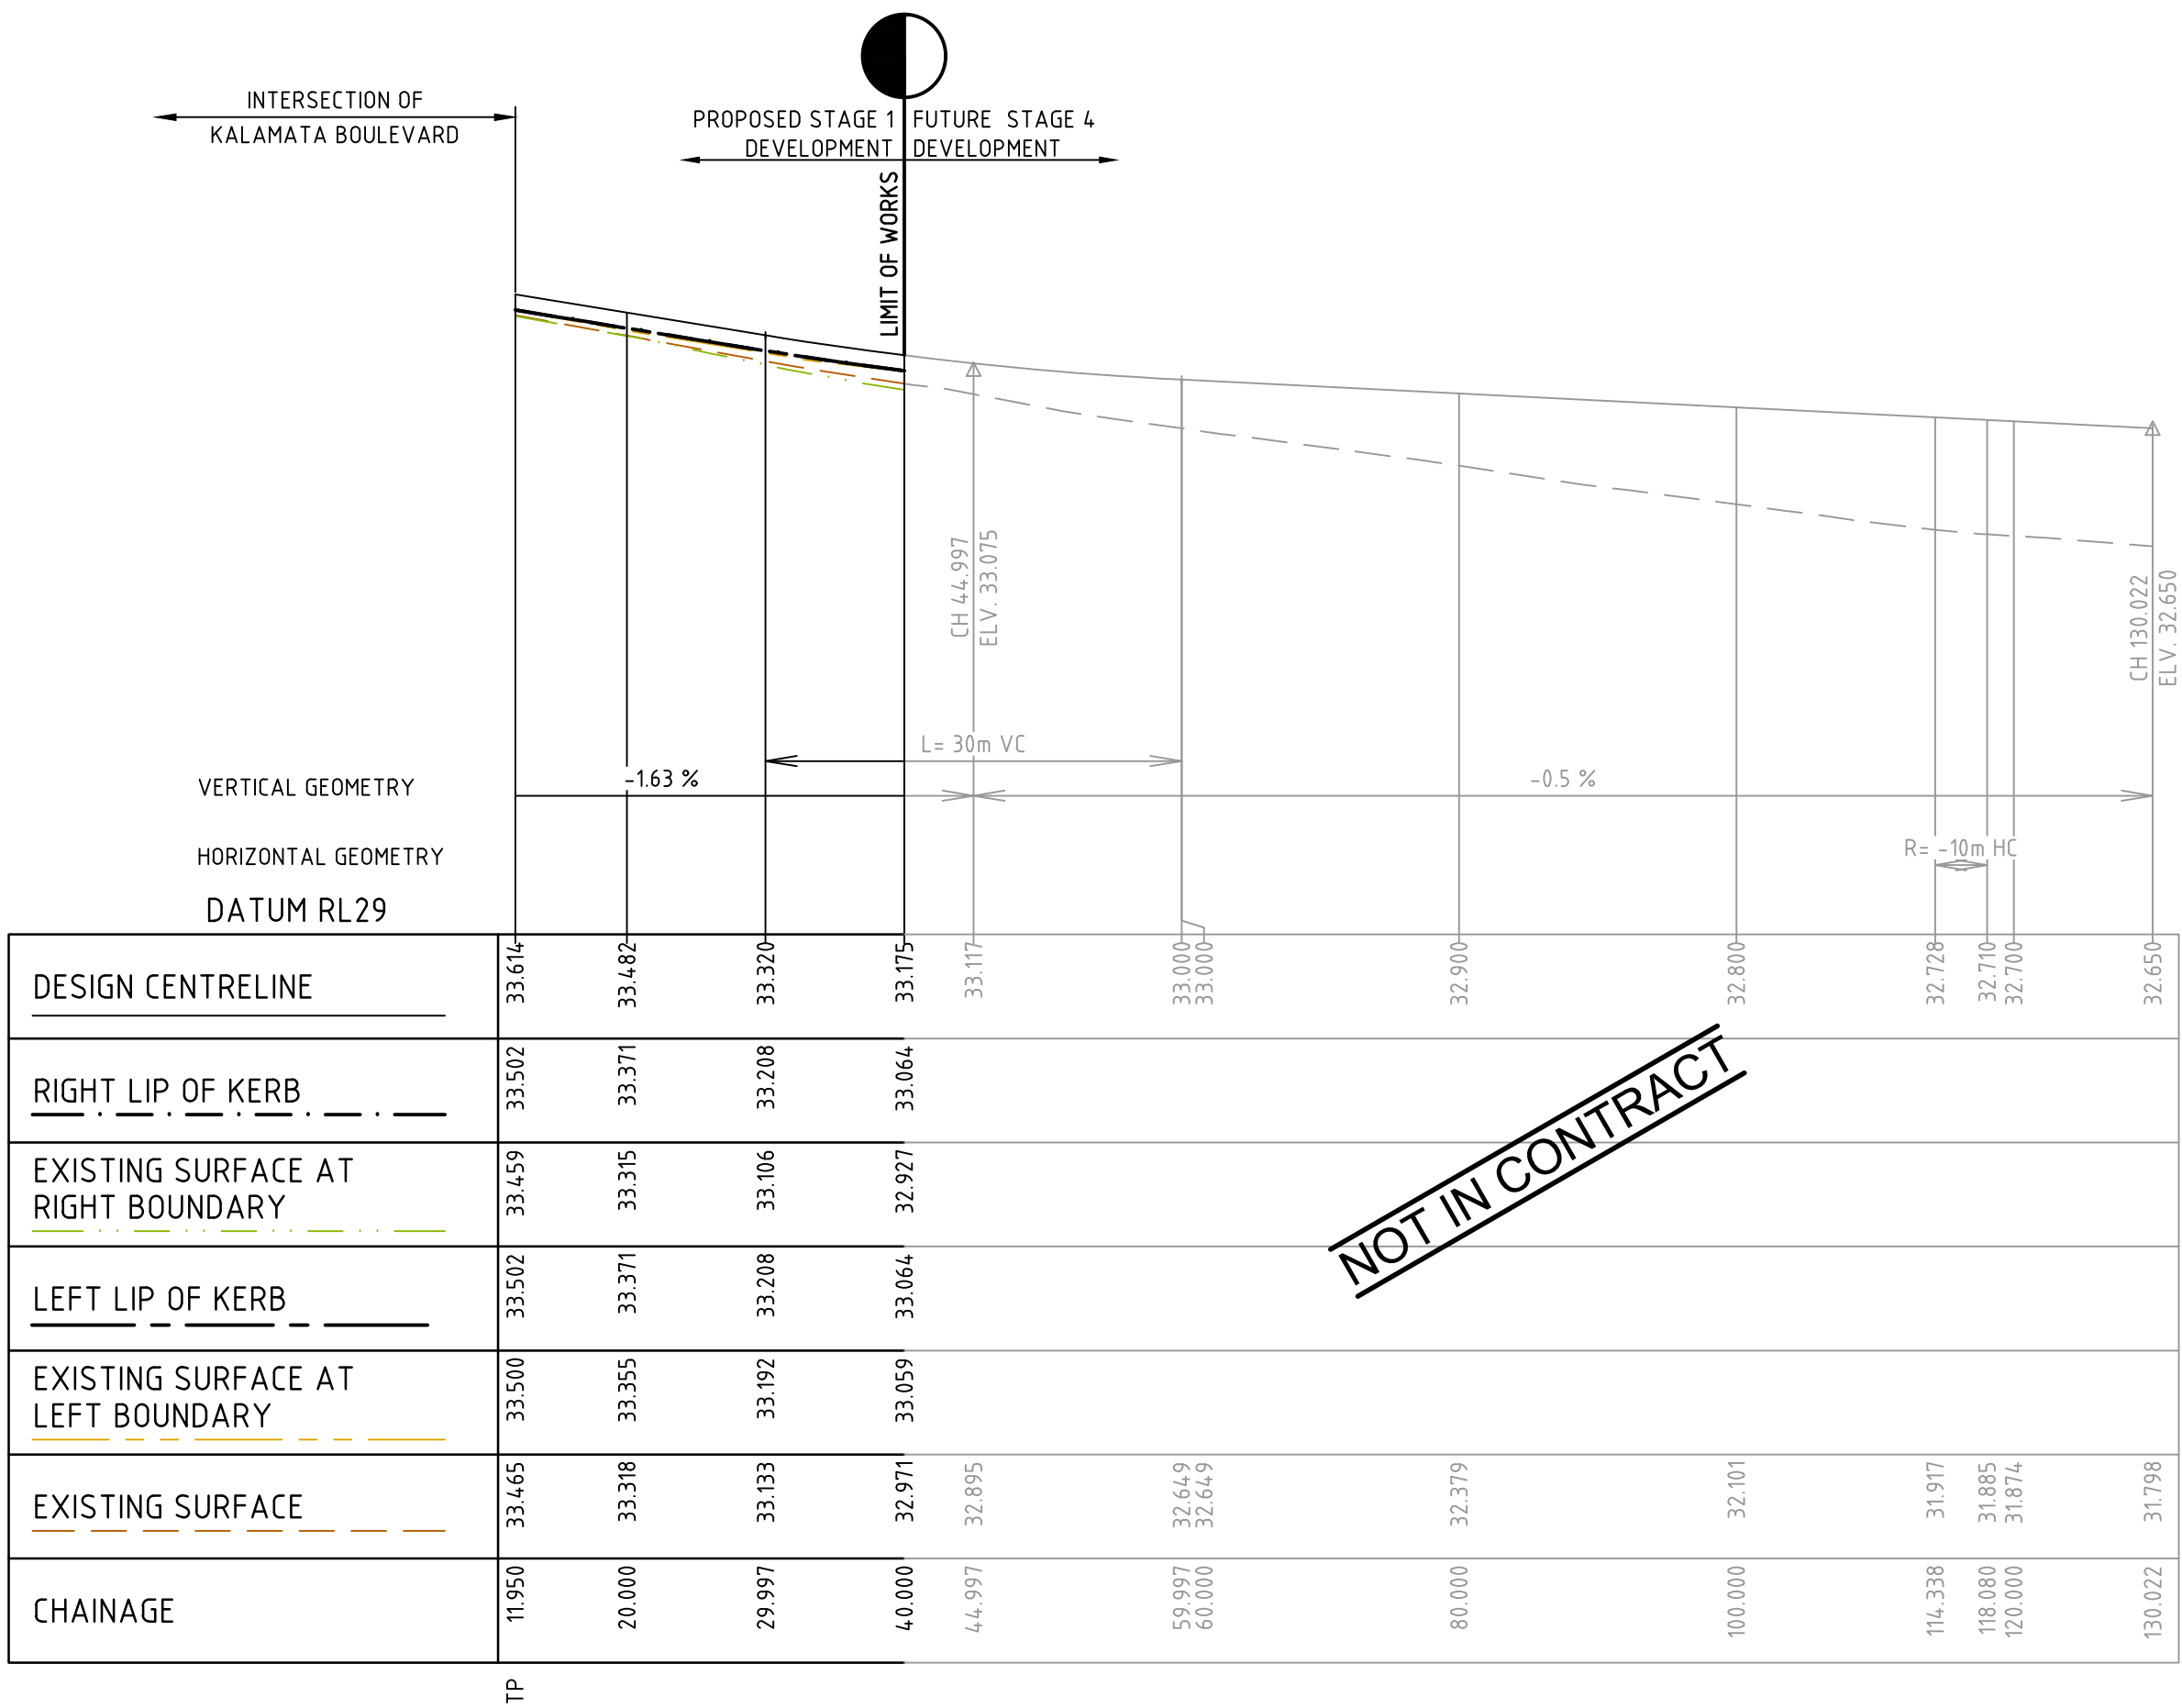 INTERSECTION OF
KALAMATA BOULEVARD
PROPOSED STAGE 1
DEVELOPMENT
FUTURE STAGE 4
DEVELOPMENT
LIMIT OF WORKS
CH 44.997
ELV. 33.075
CH 130.022
ELV. 32.650
L= 30m VC
VERTICAL GEOMETRY
-1.63 %
-0.5 %
HORIZONTAL GEOMETRY
R= -10m HC
DATUM RL29
DESIGN CENTRELINE
33.614
33.482
33.320
33.175
33.117
33.000
33.000
32.900
32.800
32.728
32.710
32.700
32.650
RIGHT LIP OF KERB
33.502
33.371
33.208
33.064
EXISTING SURFACE AT
RIGHT BOUNDARY
33.459
33.315
33.106
32.927
LEFT LIP OF KERB
33.502
33.371
33.208
33.064
EXISTING SURFACE AT
LEFT BOUNDARY
33.500
33.355
33.192
33.059
NOT IN CONTRACT
EXISTING SURFACE
33.465
33.318
33.133
32.971
32.895
32.649
32.649
32.379
32.101
31.917
31.885
31.874
31.798
CHAINAGE
11.950
20.000
29.997
40.000
44.997
59.997
60.000
80.000
100.000
114.338
118.080
120.000
130.022
TP